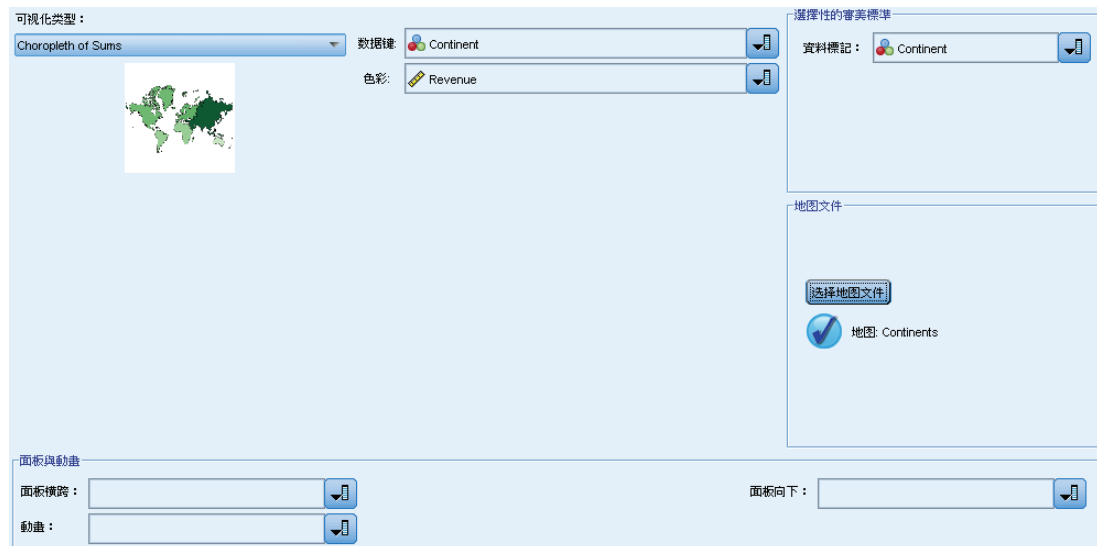 可视化类型：
Choropleth of Sums
数据键: Continent
色彩: Revenue
選擇性的審美標準
資料標記： Continent
地图文件
选择地图文件
地图: Continents
面板與動畫
面板橫跨：
面板向下：
動畫：